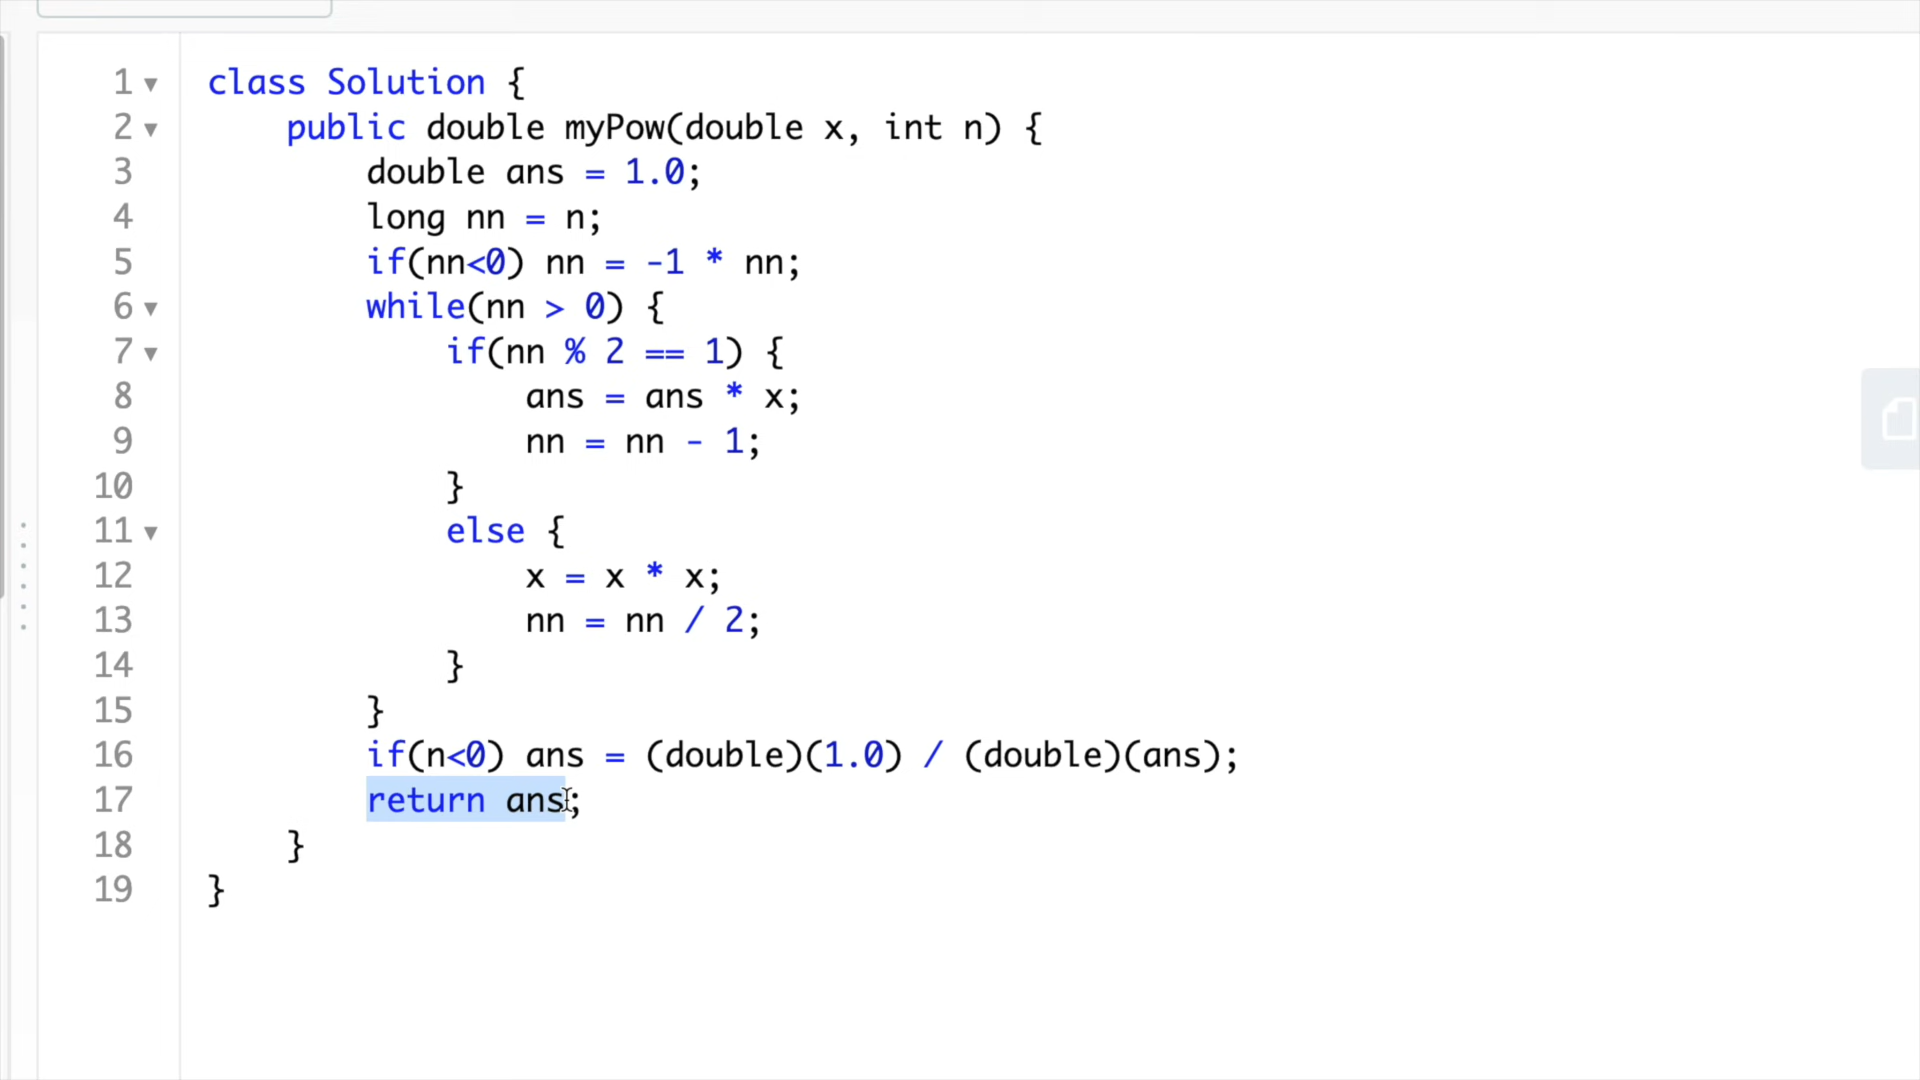 1 class Solution {
2 public double myPow(double x, int n) {
3 double ans = 1.0;
4 long nn = n;
5 if(nn<0) nn = -1 * nn;
6 while(nn > 0) {
7 if(nn % 2 == 1) {
8 ans = ans * x;
9 nn = nn - 1;
10 }
11 else {
12 x = x * x;
13 nn = nn / 2;
14 }
15 }
16 if(n<0) ans = (double)(1.0) / (double)(ans);
17 return ans;
18 }
19 }